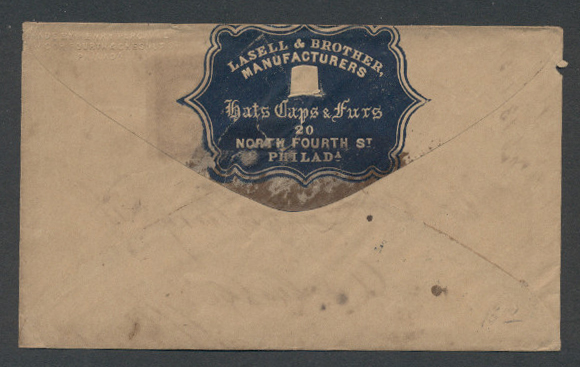 LASELL & BROTHER,
MANUFACTURERS
Hats Caps & Furs
20
NORTH FOURTH ST
PHILADA